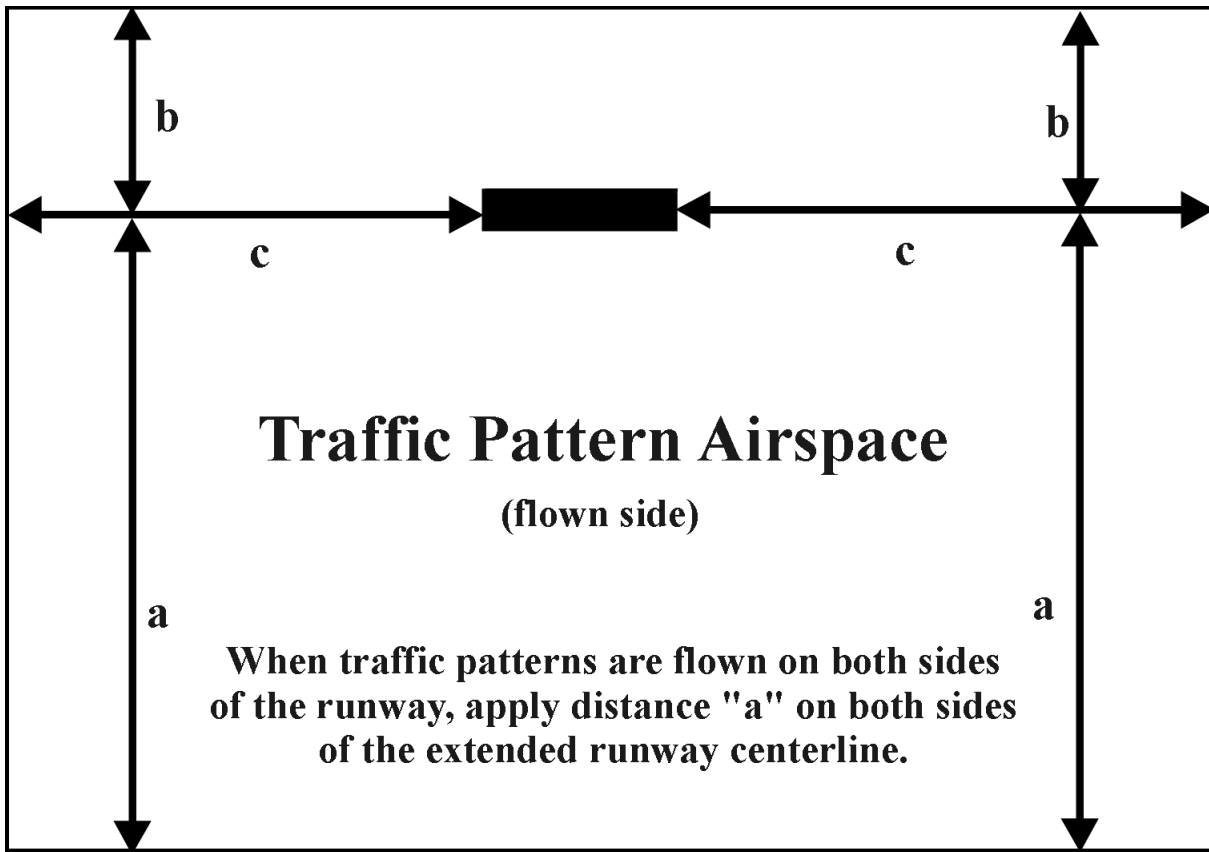 b
b
c
c
Traffic Pattern Airspace
(flown side)
a
a
When traffic patterns are flown on both sides
of the runway, apply distance "a" on both sides
of the extended runway centerline.